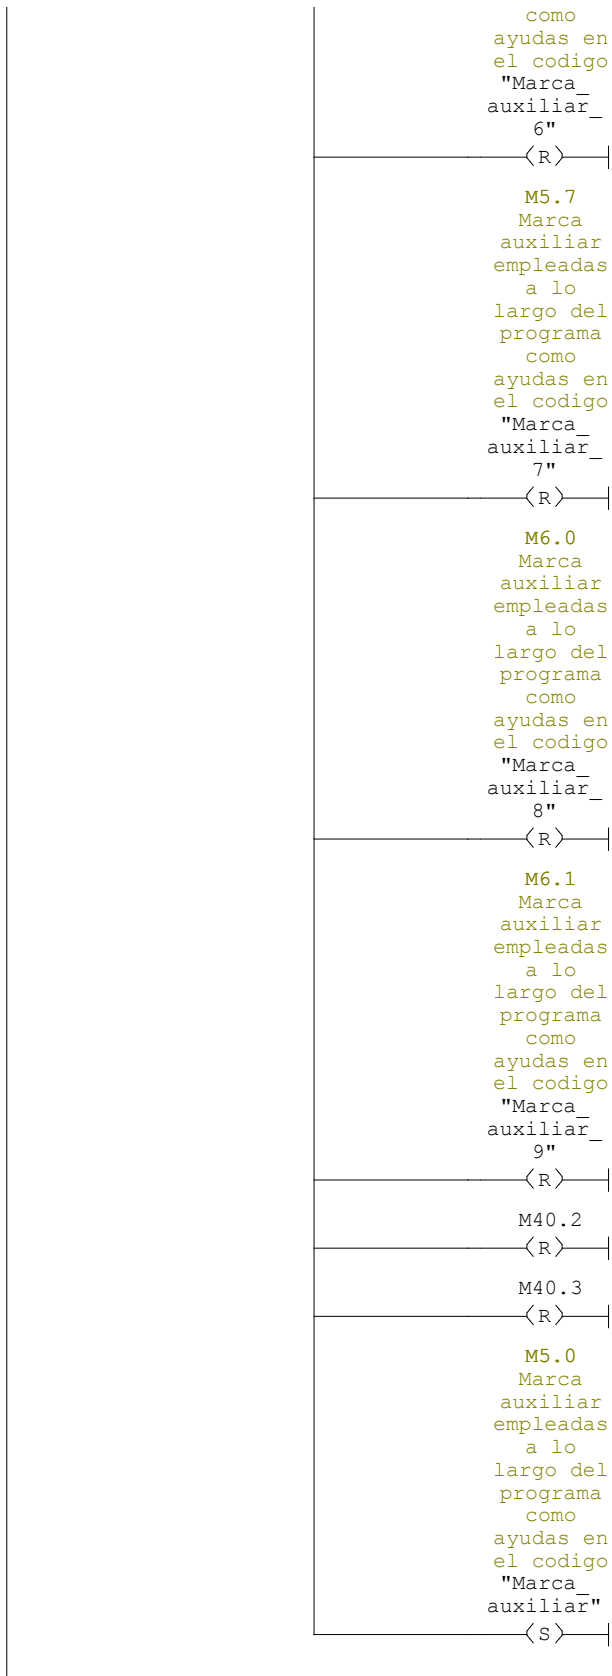 como
ayudas en
el codigo
"Marca_
auxiliar_
6"
R
M5.7
Marca
auxiliar
empleadas
a lo
largo del
programa
como
ayudas en
el codigo
"Marca_
auxiliar_
7"
R
M6.0
Marca
auxiliar
empleadas
a lo
largo del
programa
como
ayudas en
el codigo
"Marca_
auxiliar_
8"
R
M6.1
Marca
auxiliar
empleadas
a lo
largo del
programa
como
ayudas en
el codigo
"Marca_
auxiliar_
9"
R
M40.2
R
M40.3
R
M5.0
Marca
auxiliar
empleadas
a lo
largo del
programa
como
ayudas en
el codigo
"Marca_
auxiliar"
S